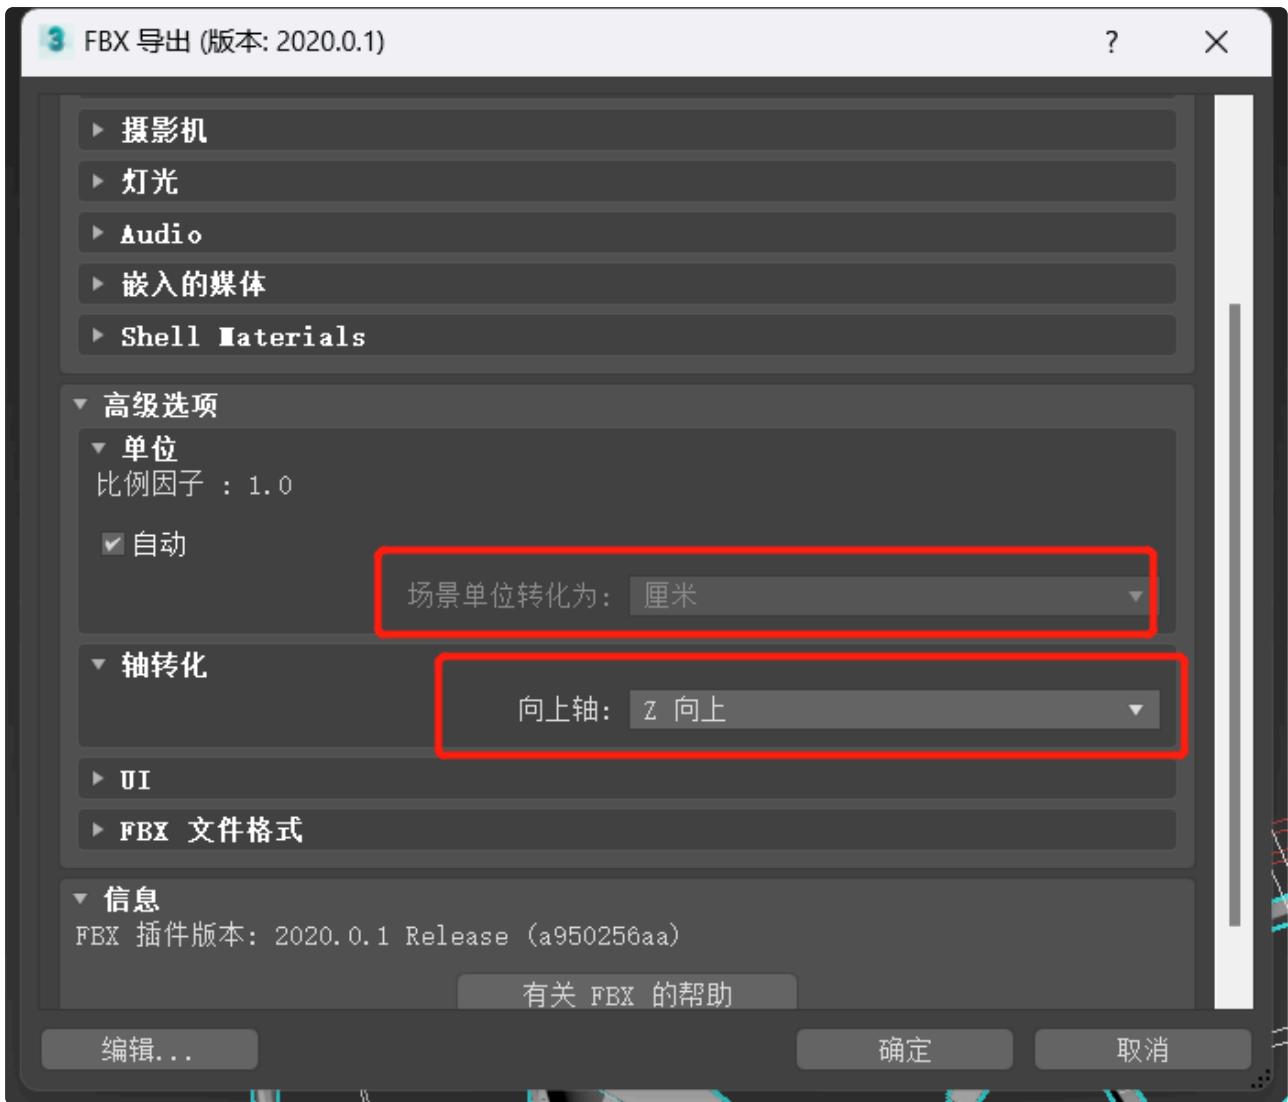 FBX 导出 (版本: 2020.0.1)
摄影机
灯光
Audio
嵌入的媒体
Shell Materials
高级选项
单位
比例因子 : 1.0
自动
场景单位转化为: 厘米
轴转化
向上轴: Z 向上
UI
FBX 文件格式
信息
FBX 插件版本: 2020.0.1 Release (a950256aa)
有关 FBX 的帮助
编辑... 确定 取消